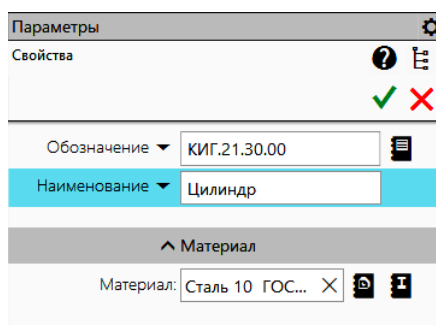 Параметры
Свойства
Обозначение КИГ.21.30.00
Наименование Цилиндр
Материал
Материал: Сталь 10 ГОС...